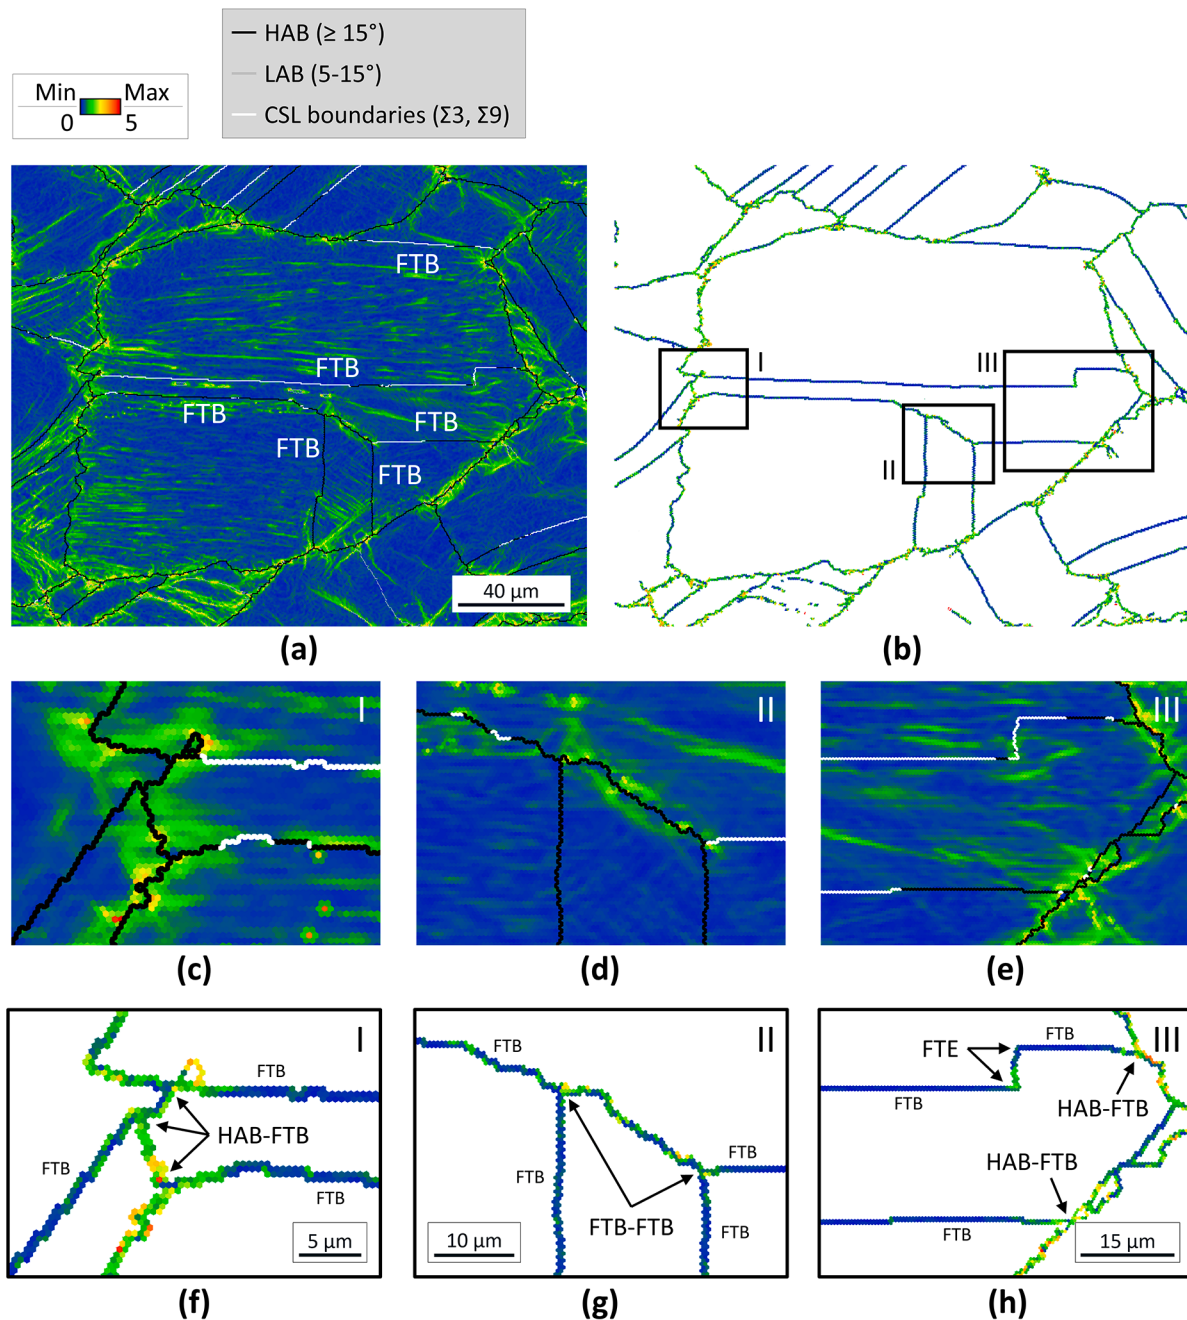 HAB (≥ 15°)
LAB (5-15°)
CSL boundaries (Σ3, Σ9)
Min Max
0 5
FTB
FTB
FTB
FTB
FTB
FTB
40 µm
(a)
I
III
II
(b)
I
(c)
II
(d)
III
(e)
I
FTB
HAB-FTB
FTB
FTB
5 µm
(f)
II
FTB
FTB
FTB-FTB
FTB
10 µm
(g)
III
FTB
FTE
FTB
HAB-FTB
HAB-FTB
FTB
15 µm
(h)